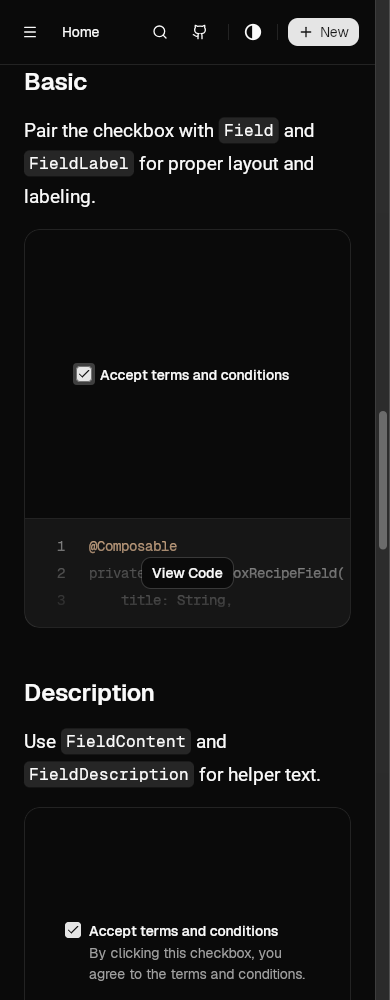 Home
New
Basic
Pair the checkbox with Field and
FieldLabel for proper layout and
labeling.
Accept terms and conditions
1 @Composable
2 private View Code oxRecipeField(
3 title: String,
Description
Use FieldContent and
FieldDescription for helper text.
Accept terms and conditions
By clicking this checkbox, you
agree to the terms and conditions.